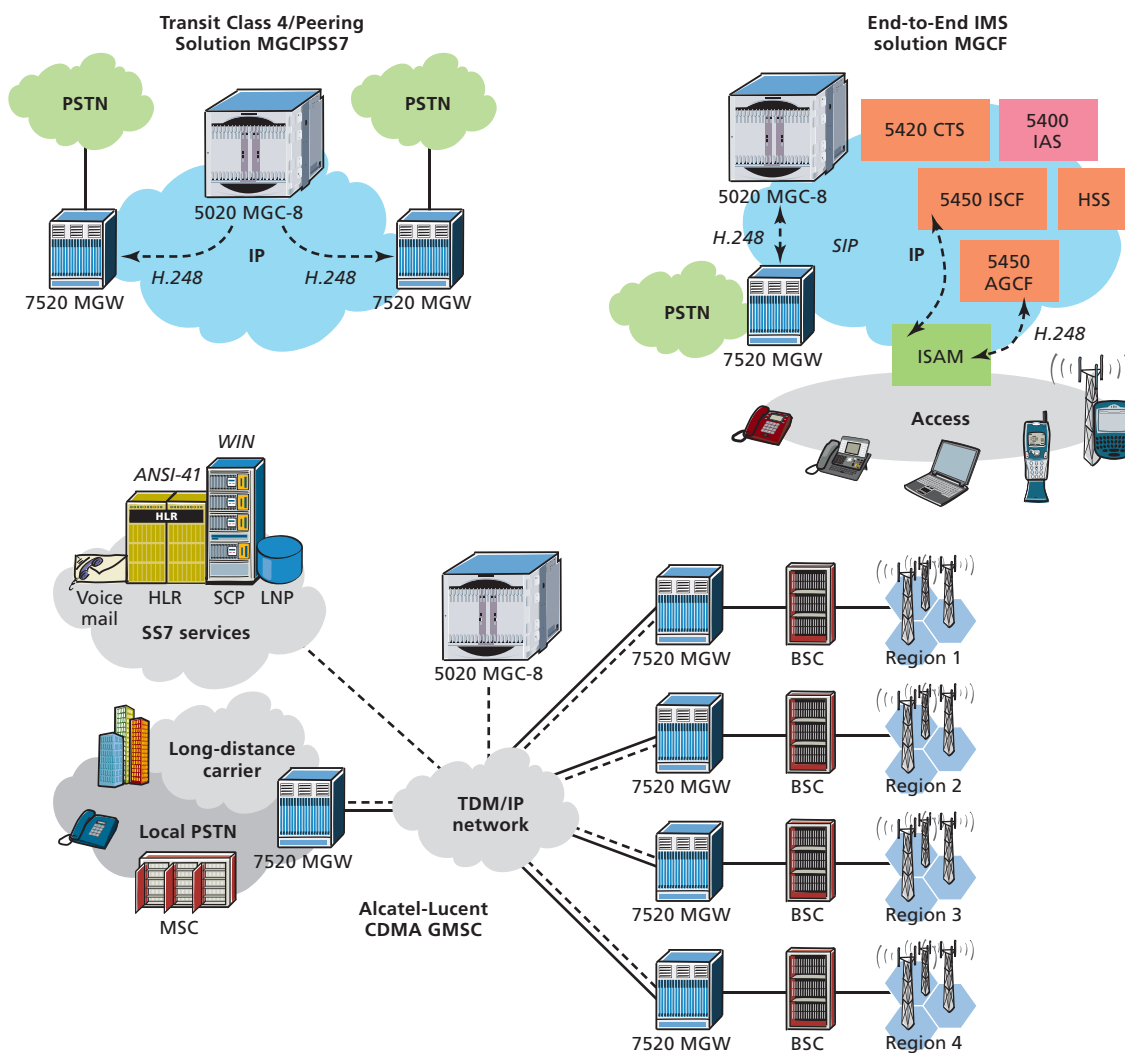 Transit Class 4/Peering
Solution MGCIPSS7
PSTN
PSTN
5020 MGC-8
H.248
IP
H.248
7520 MGW
7520 MGW
End-to-End IMS
solution MGCF
5420 CTS
5400
IAS
5020 MGC-8
5450 ISCF
HSS
H.248
SIP
IP
5450
AGCF
PSTN
7520 MGW
H.248
ISAM
Access
WIN
ANSI-41
HLR
Voice
mail
HLR
SCP
LNP
SS7 services
5020 MGC-8
Long-distance
carrier
Local PSTN
7520 MGW
MSC
TDM/IP
network
Alcatel-Lucent
CDMA GMSC
7520 MGW
BSC
Region 1
7520 MGW
BSC
Region 2
7520 MGW
BSC
Region 3
7520 MGW
BSC
Region 4